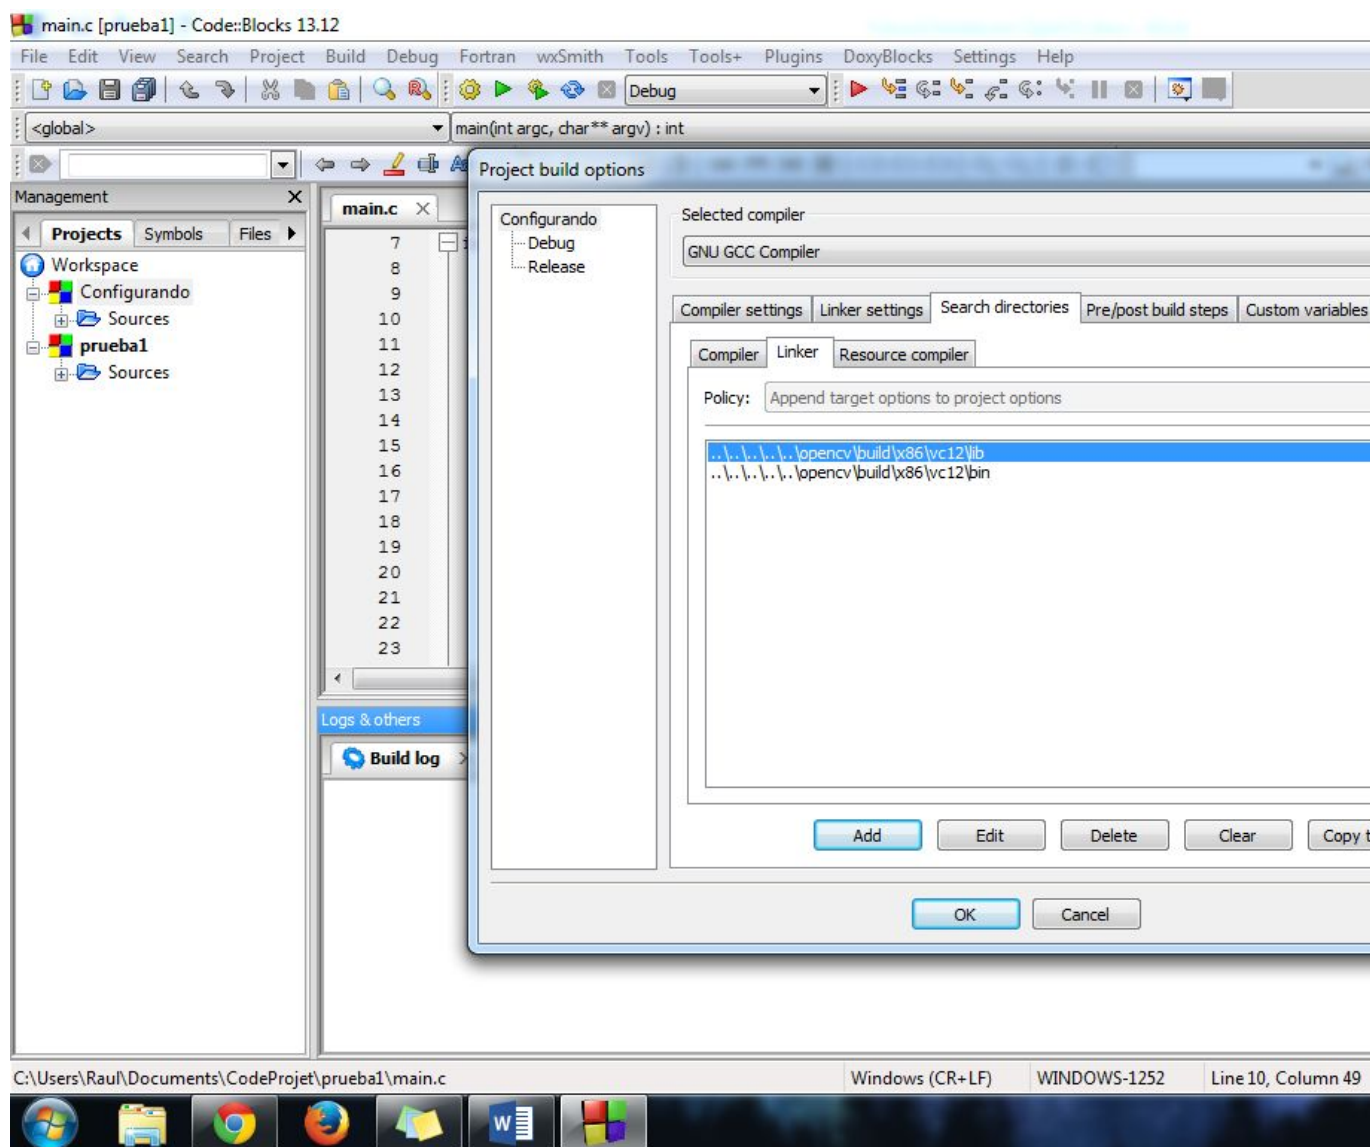 main.c [prueba1] - Code::Blocks 13.12
File Edit View Search Project Build Debug Fortran wxSmith Tools Tools+ Plugins DoxyBlocks Settings Help
Debug
<global> main(int argc, char** argv) : int
Project build options
Management
main.c
Projects Symbols Files
Workspace
Configurando
Sources
prueba1
Sources
7
8
9
10
11
12
13
14
15
16
17
18
19
20
21
22
23
Configurando
Debug
Release
Selected compiler
GNU GCC Compiler
Compiler settings Linker settings Search directories Pre/post build steps Custom variables
Compiler Linker Resource compiler
Policy: Append target options to project options
..\..\..\..\..\opencv\build\x86\vc12\lib
..\..\..\..\..\opencv\build\x86\vc12\bin
Add Edit Delete Clear Copy t
OK Cancel
Logs & others
Build log
C:\Users\Raul\Documents\CodeProjet\prueba1\main.c Windows (CR+LF) WINDOWS-1252 Line 10, Column 49